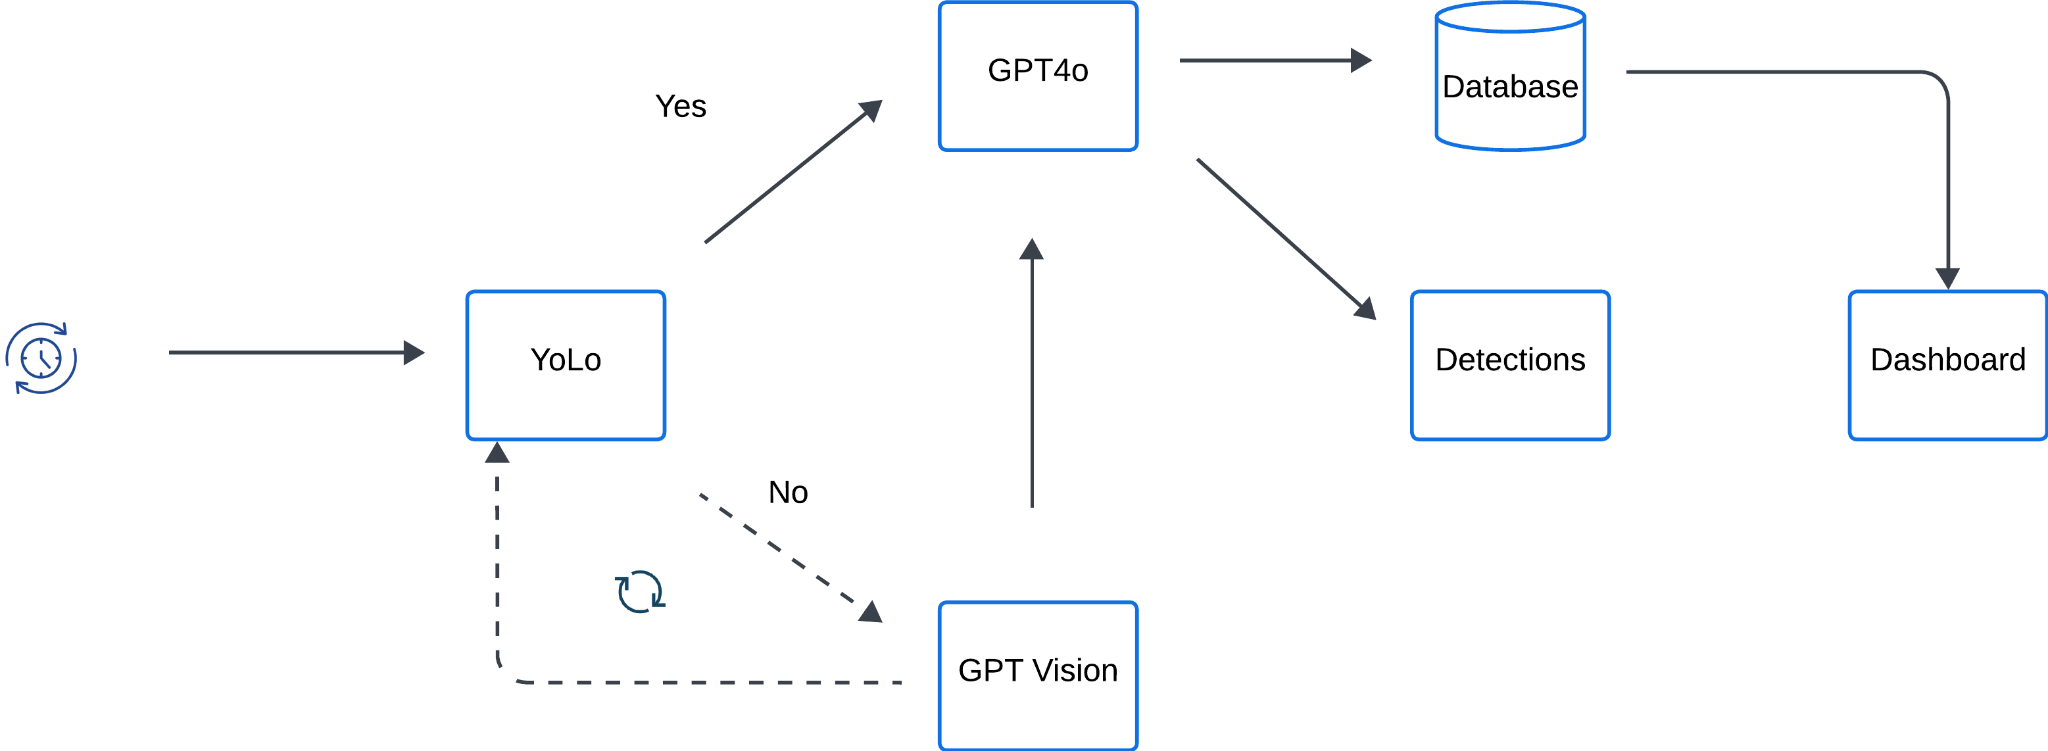 GPT4o
Database
Yes
YoLo
Detections
Dashboard
No
GPT Vision